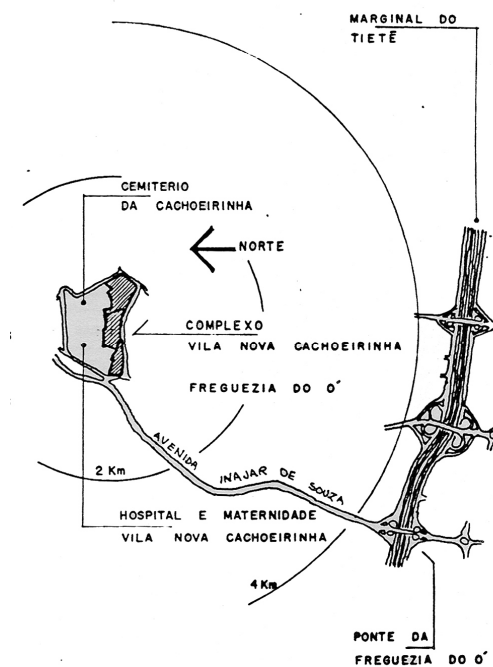 MARGINAL DO
TIETÊ
CEMITERIO
DA CACHOEIRINHA
NORTE
COMPLEXO
VILA NOVA CACHOEIRINHA
FREGUEZIA DO O´
AVENIDA INAJAR DE SOUZA
2 Km
HOSPITAL E MATERNIDADE
VILA NOVA CACHOEIRINHA
4 Km
PONTE DA
FREGUEZIA DO O´